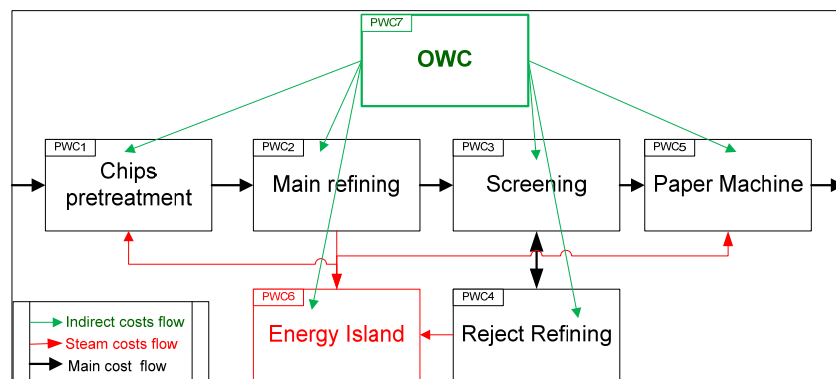 PWC7
OWC
PWC1
Chips
pretreatment
PWC2
Main refining
PWC3
Screening
PWC5
Paper Machine
PWC6
Energy Island
PWC4
Reject Refining
Indirect costs flow
Steam costs flow
Main cost flow